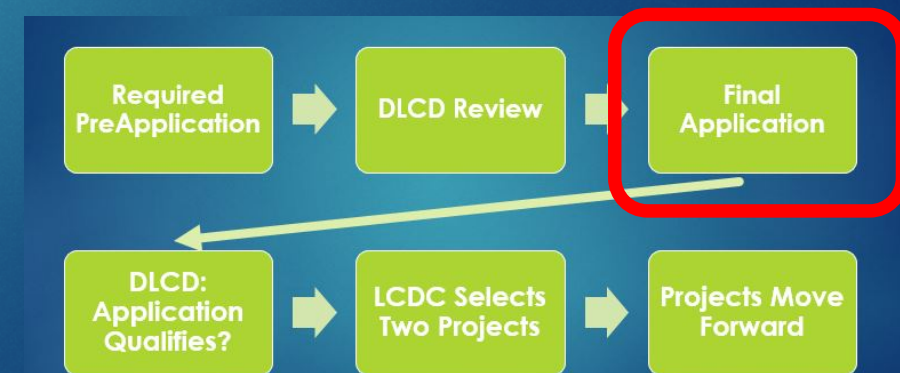 Required
PreApplication
DLCD Review
Final
Application
DLCD:
Application
Qualifies?
LCDC Selects
Two Projects
Projects Move
Forward